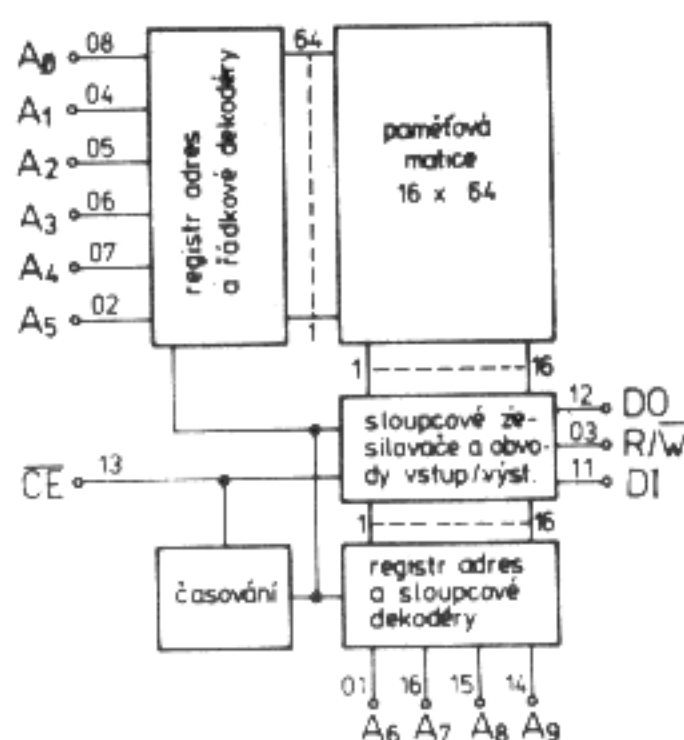 A0 08
A1 04
A2 05
A3 06
A4 07
A5 02
registr adres
a řádkové dekodéry
64
1
paměťová
matice
16 x 64
1 16
sloupcové ze-
silovače a obvo-
dy vstup/výst.
12 DO
03 R/W̅
11 DI
C̅E̅ 13
1 16
časování
registr adres
a sloupcové
dekodéry
01 16 15 14
A6 A7 A8 A9